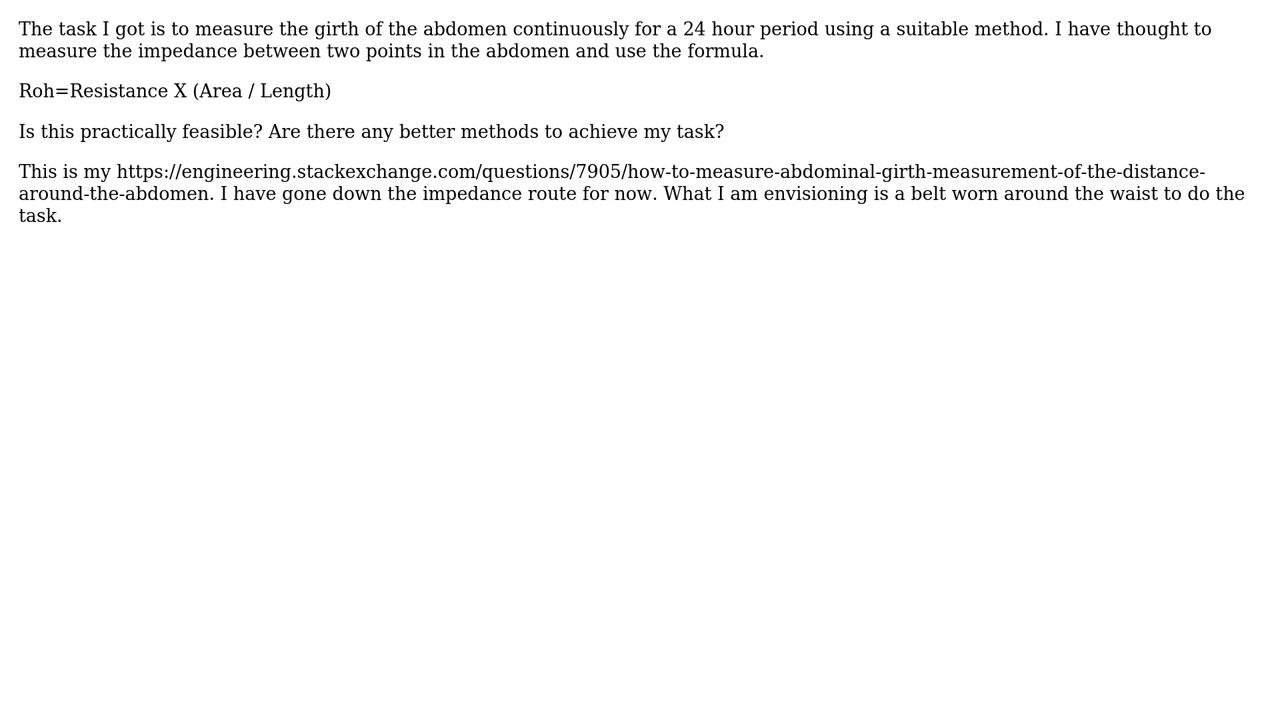 The task I got is to measure the girth of the abdomen continuously for a 24 hour period using a suitable method. I have thought to
measure the impedance between two points in the abdomen and use the formula.
Roh=Resistance X (Area / Length)
Is this practically feasible? Are there any better methods to achieve my task?
This is my https://engineering.stackexchange.com/questions/7905/how-to-measure-abdominal-girth-measurement-of-the-distance-
around-the-abdomen. I have gone down the impedance route for now. What I am envisioning is a belt worn around the waist to do the
task.